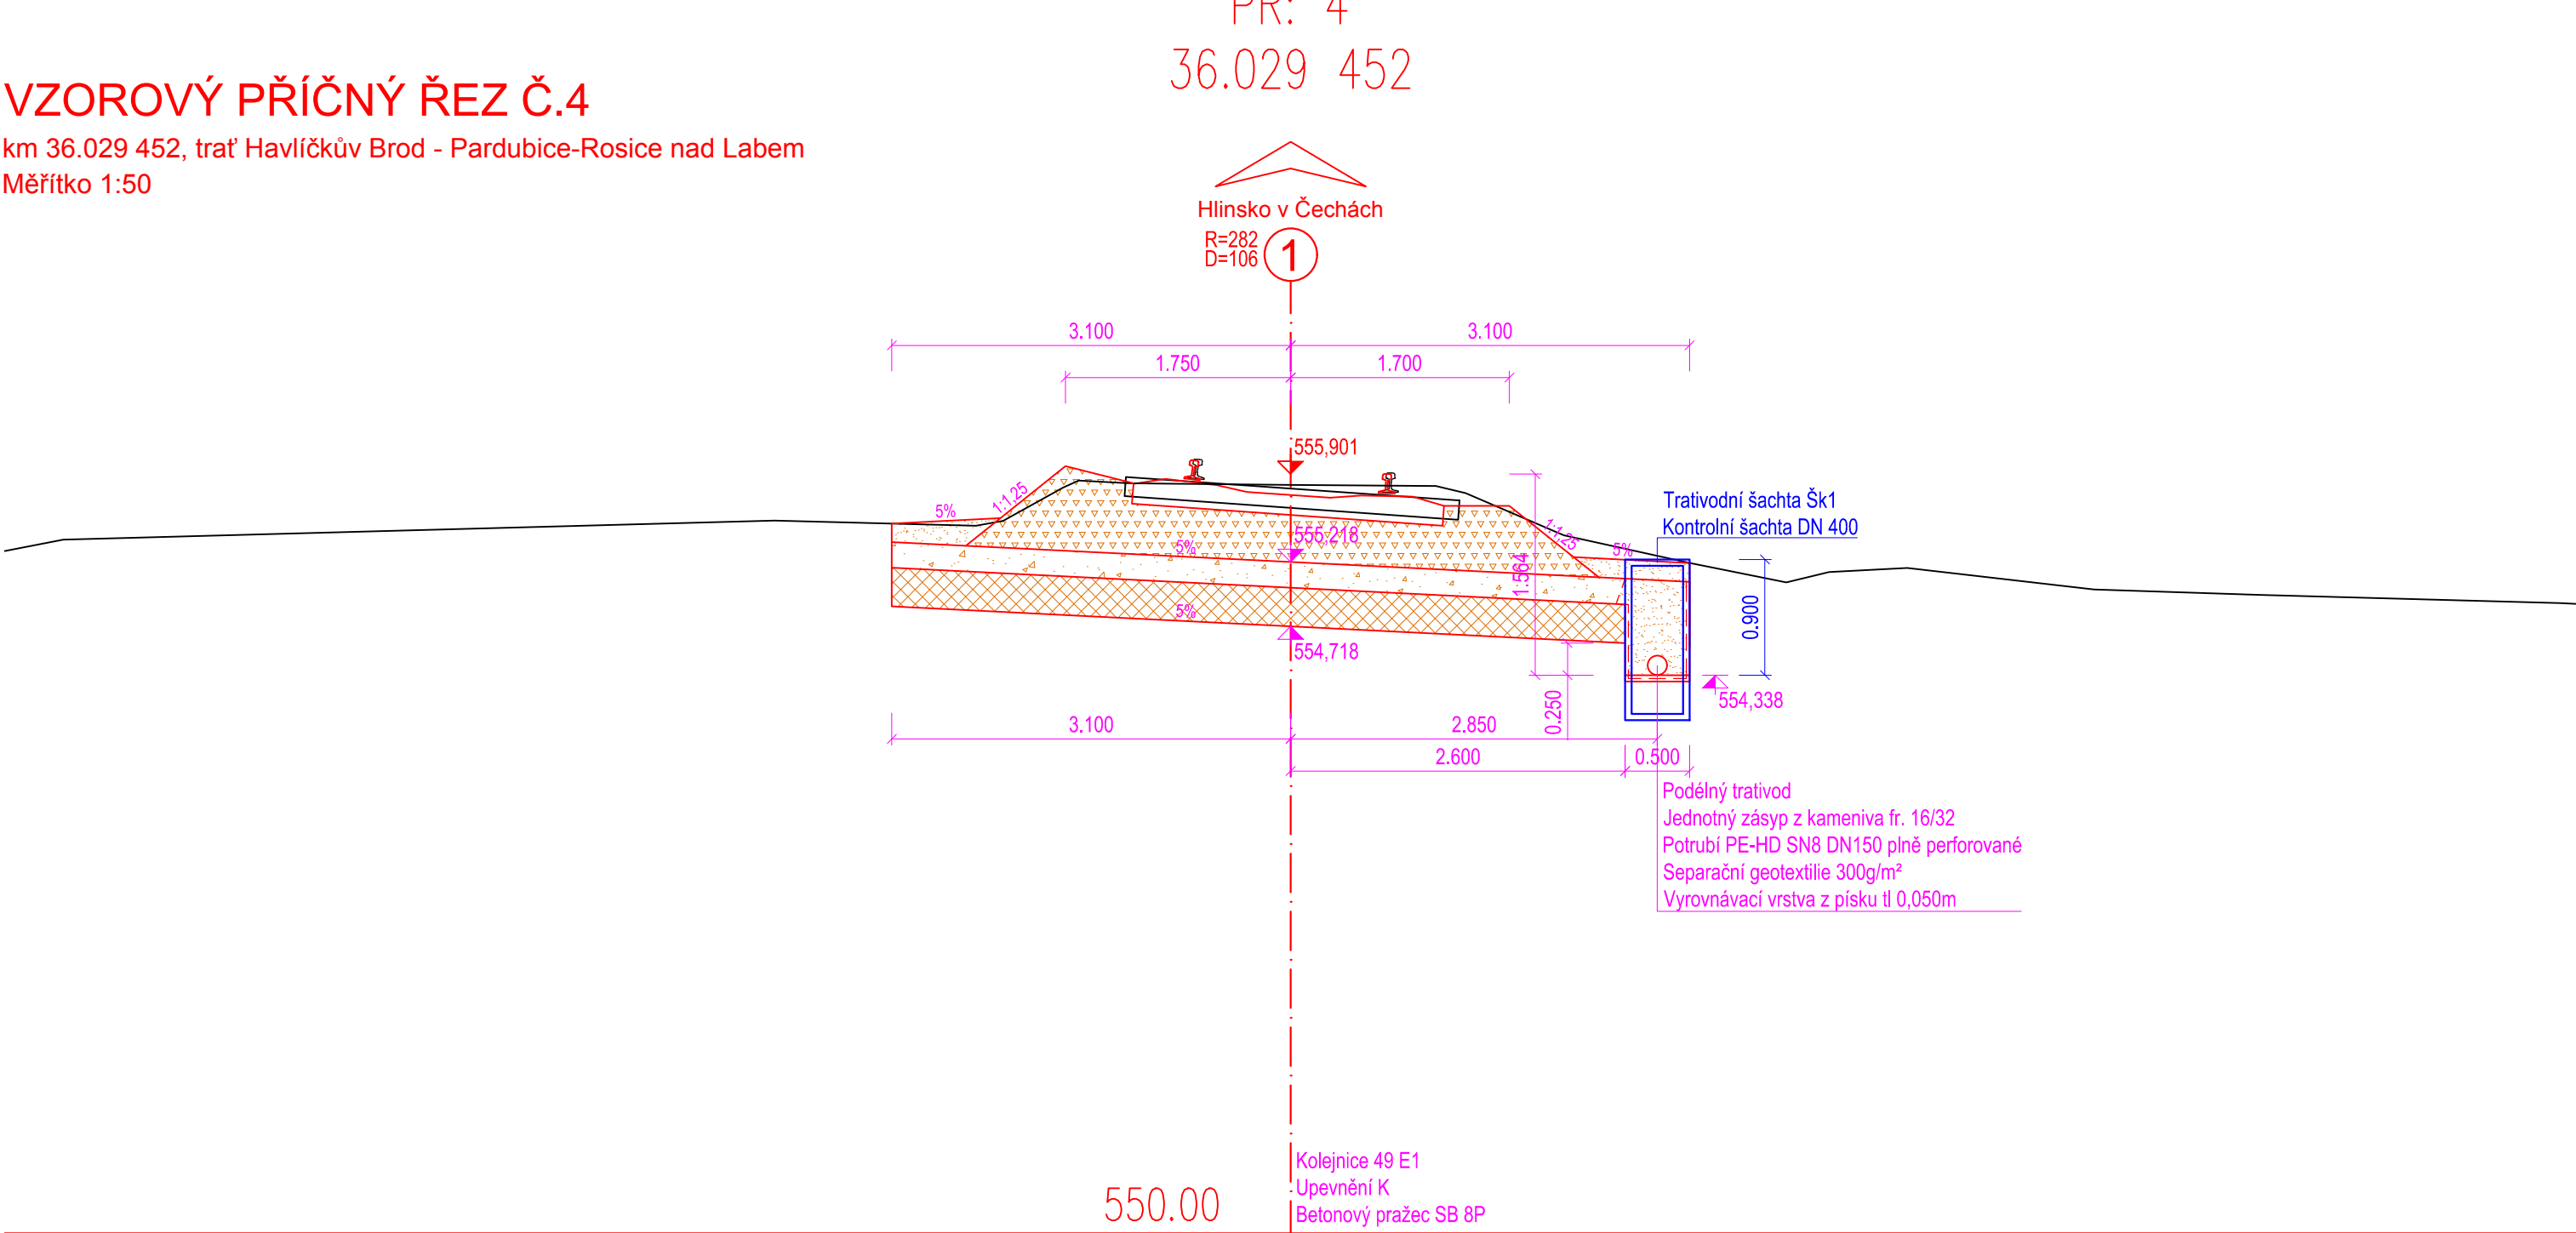 PR: 4
36.029 452
VZOROVÝ PŘÍČNÝ ŘEZ Č.4
km 36.029 452, trať Havlíčkův Brod - Pardubice-Rosice nad Labem
Měřítko 1:50
Hlinsko v Čechách
R=282
D=106
1
3.100
3.100
1.750
1.700
555,901
5%
1:1,25
1:1,25
5%
Trativodní šachta Šk1
Kontrolní šachta DN 400
555,218
5%
1.564
5%
0.900
554,718
554,338
0.250
3.100
2.850
2.600
0.500
Podélný trativod
Jednotný zásyp z kameniva fr. 16/32
Potrubí PE-HD SN8 DN150 plně perforované
Separační geotextilie 300g/m²
Vyrovnávací vrstva z písku tl 0,050m
Kolejnice 49 E1
Upevnění K
Betonový pražec SB 8P
550.00